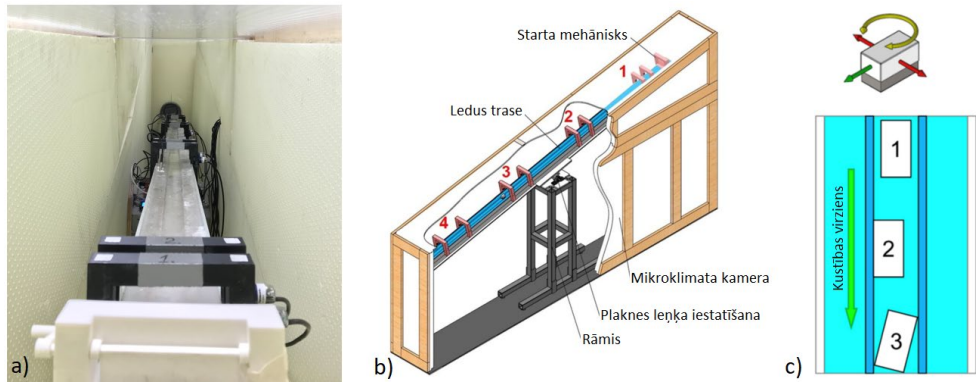 2.
1.
a)
Starta mehānisks
1
Ledus trase
2
3
4
Mikroklimata kamera
Plaknes leņķa iestatīšana
Rāmis
b)
Kustības virziens
1
2
3
c)